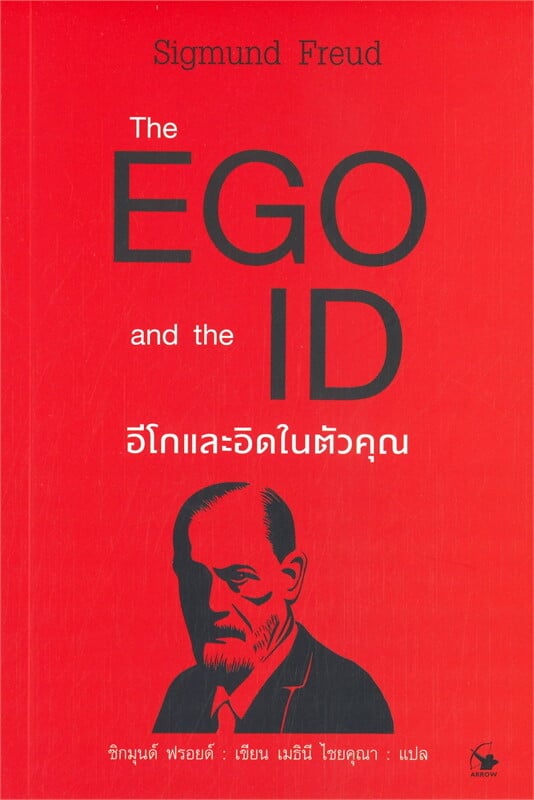 Sigmund Freud
The
EGO
and the
ID
อีโกและอิดในตัวคุณ
ซิกมุนด์ ฟรอยด์ : เขียน เมธินี ไชยคุณา : แปล
ARROW